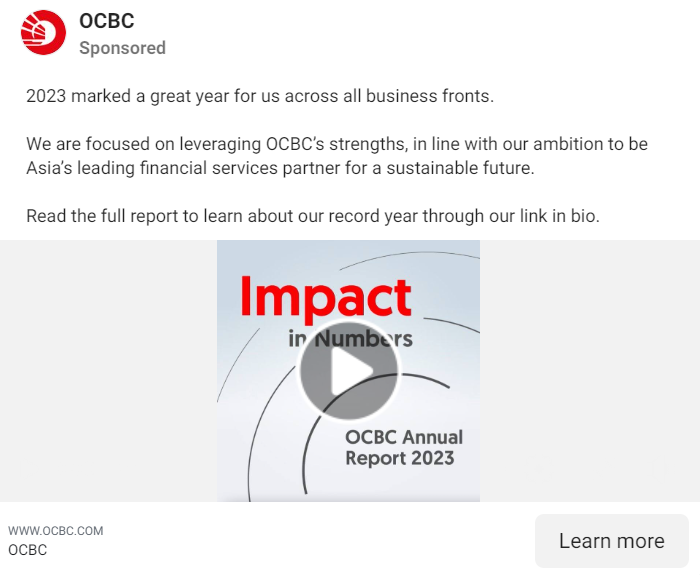 OCBC
Sponsored
2023 marked a great year for us across all business fronts.
We are focused on leveraging OCBC's strengths, in line with our ambition to be
Asia's leading financial services partner for a sustainable future.
Read the full report to learn about our record year through our link in bio.
Impact
in Numbers
OCBC Annual
Report 2023
WWW.OCBC.COM
OCBC
Learn more